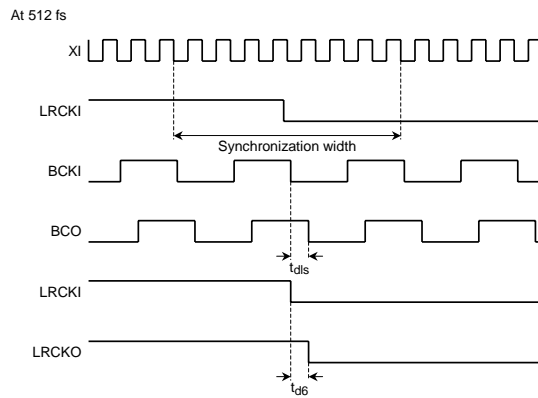 At 512 fs
XI
LRCKI
Synchronization width
BCKI
BCO
tdls
LRCKI
LRCKO
td6